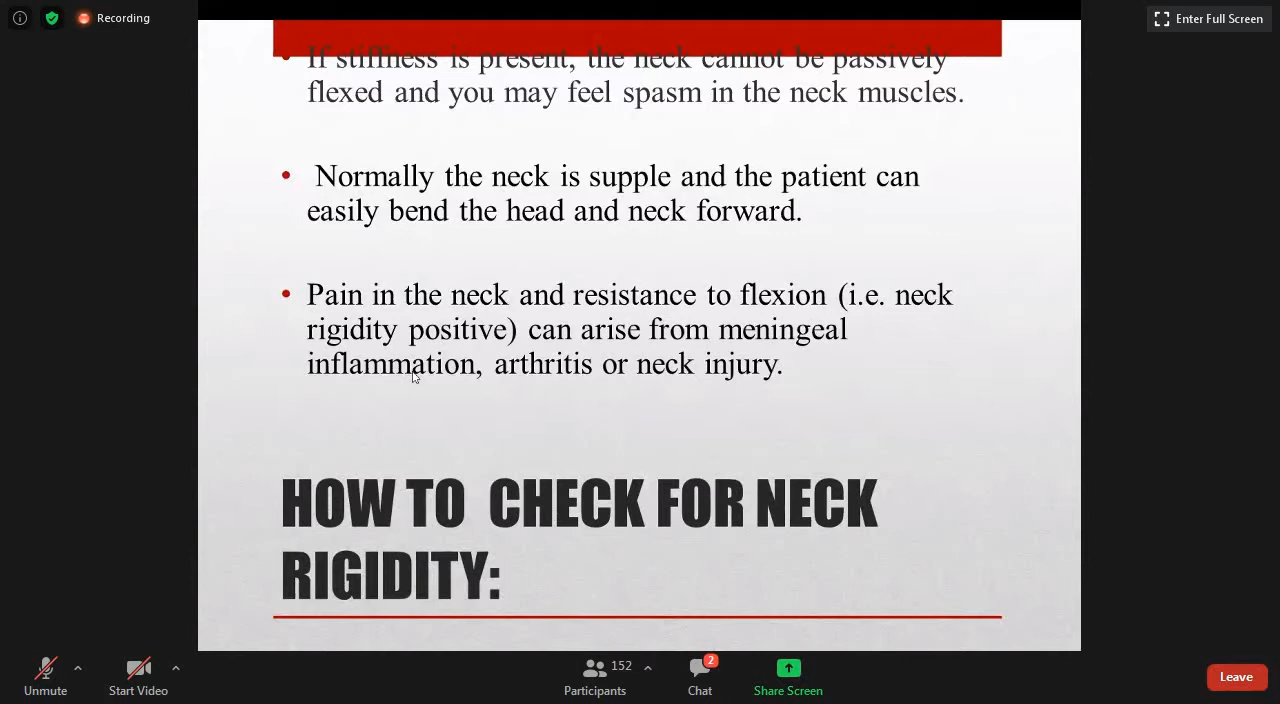 Recording
Enter Full Screen
• If stiffness is present, the neck cannot be passively
flexed and you may feel spasm in the neck muscles.
• Normally the neck is supple and the patient can
easily bend the head and neck forward.
• Pain in the neck and resistance to flexion (i.e. neck
rigidity positive) can arise from meningeal
inflammation, arthritis or neck injury.
HOW TO CHECK FOR NECK
RIGIDITY:
Unmute
Start Video
152
Participants
2
Chat
Share Screen
Leave